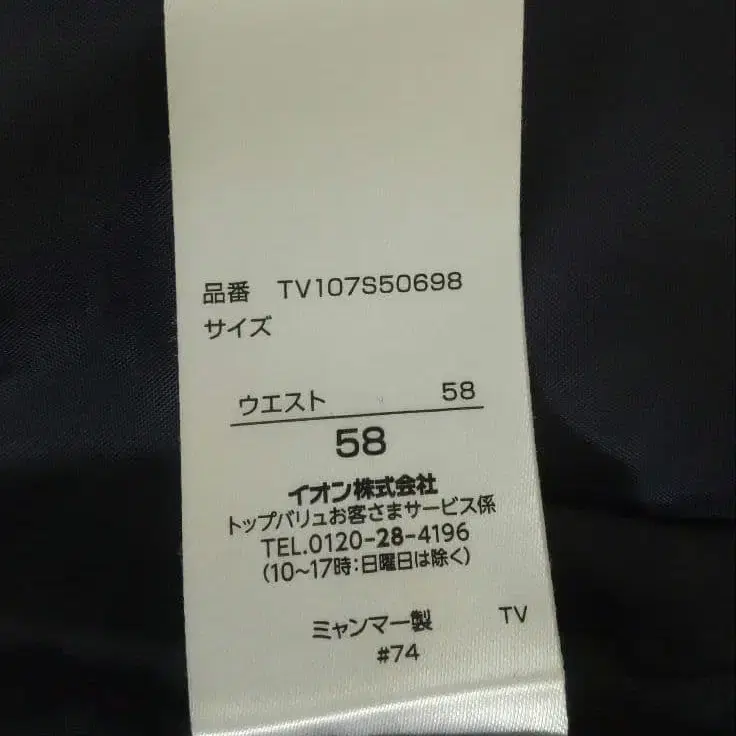 品番 TV107S50698
サイズ
ウエスト 58
58
イオン株式会社
トップバリュお客さまサービス係
TEL.0120-28-4196
(10〜17時:日曜日は除く)
ミャンマー製 TV
#74